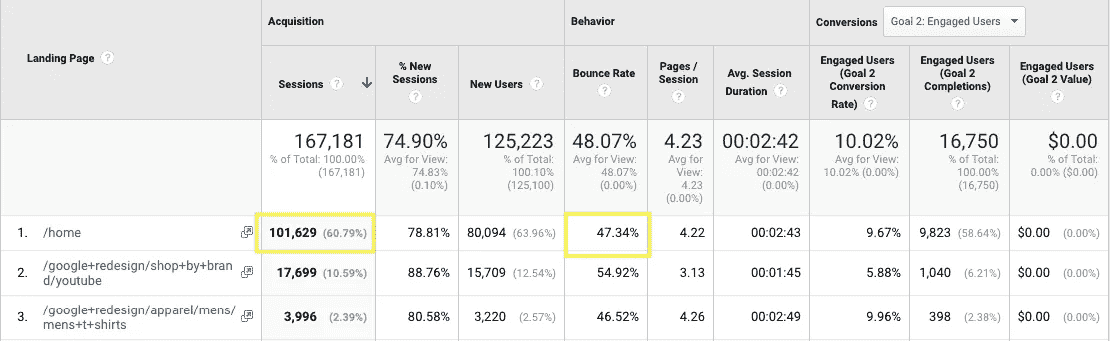 Acquisition Behavior Conversions Goal 2: Engaged Users
Landing Page ? Sessions ? % New Sessions ? New Users ? Bounce Rate ? Pages / Session ? Avg. Session Duration ? Engaged Users (Goal 2 Conversion Rate) ? Engaged Users (Goal 2 Completions) ? Engaged Users (Goal 2 Value) ?
167,181 74.90% 125,223 48.07% 4.23 00:02:42 10.02% 16,750 $0.00
% of Total: 100.00% (167,181) Avg for View: 74.83% (0.10%) % of Total: 100.10% (125,100) Avg for View: 48.07% (0.00%) Avg for View: 4.23 (0.00%) Avg for View: 00:02:42 (0.00%) Avg for View: 10.02% (0.00%) % of Total: 100.00% (16,750) % of Total: 0.00% ($0.00)
1. /home 101,629 (60.79%) 78.81% 80,094 (63.96%) 47.34% 4.22 00:02:43 9.67% 9,823 (58.64%) $0.00 (0.00%)
2. /google+redesign/shop+by+brand/youtube 17,699 (10.59%) 88.76% 15,709 (12.54%) 54.92% 3.13 00:01:45 5.88% 1,040 (6.21%) $0.00 (0.00%)
3. /google+redesign/apparel/mens/mens+t+shirts 3,996 (2.39%) 80.58% 3,220 (2.57%) 46.52% 4.26 00:02:49 9.96% 398 (2.38%) $0.00 (0.00%)